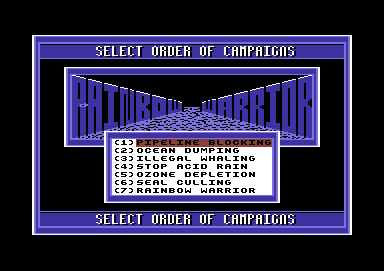 SELECT ORDER OF CAMPAIGNS
RAINBOW WARRIOR
(1) PIPELINE BLOCKING
(2) OCEAN DUMPING
(3) ILLEGAL WHALING
(4) STOP ACID RAIN
(5) OZONE DEPLETION
(6) SEAL CULLING
(7) RAINBOW WARRIOR
SELECT ORDER OF CAMPAIGNS